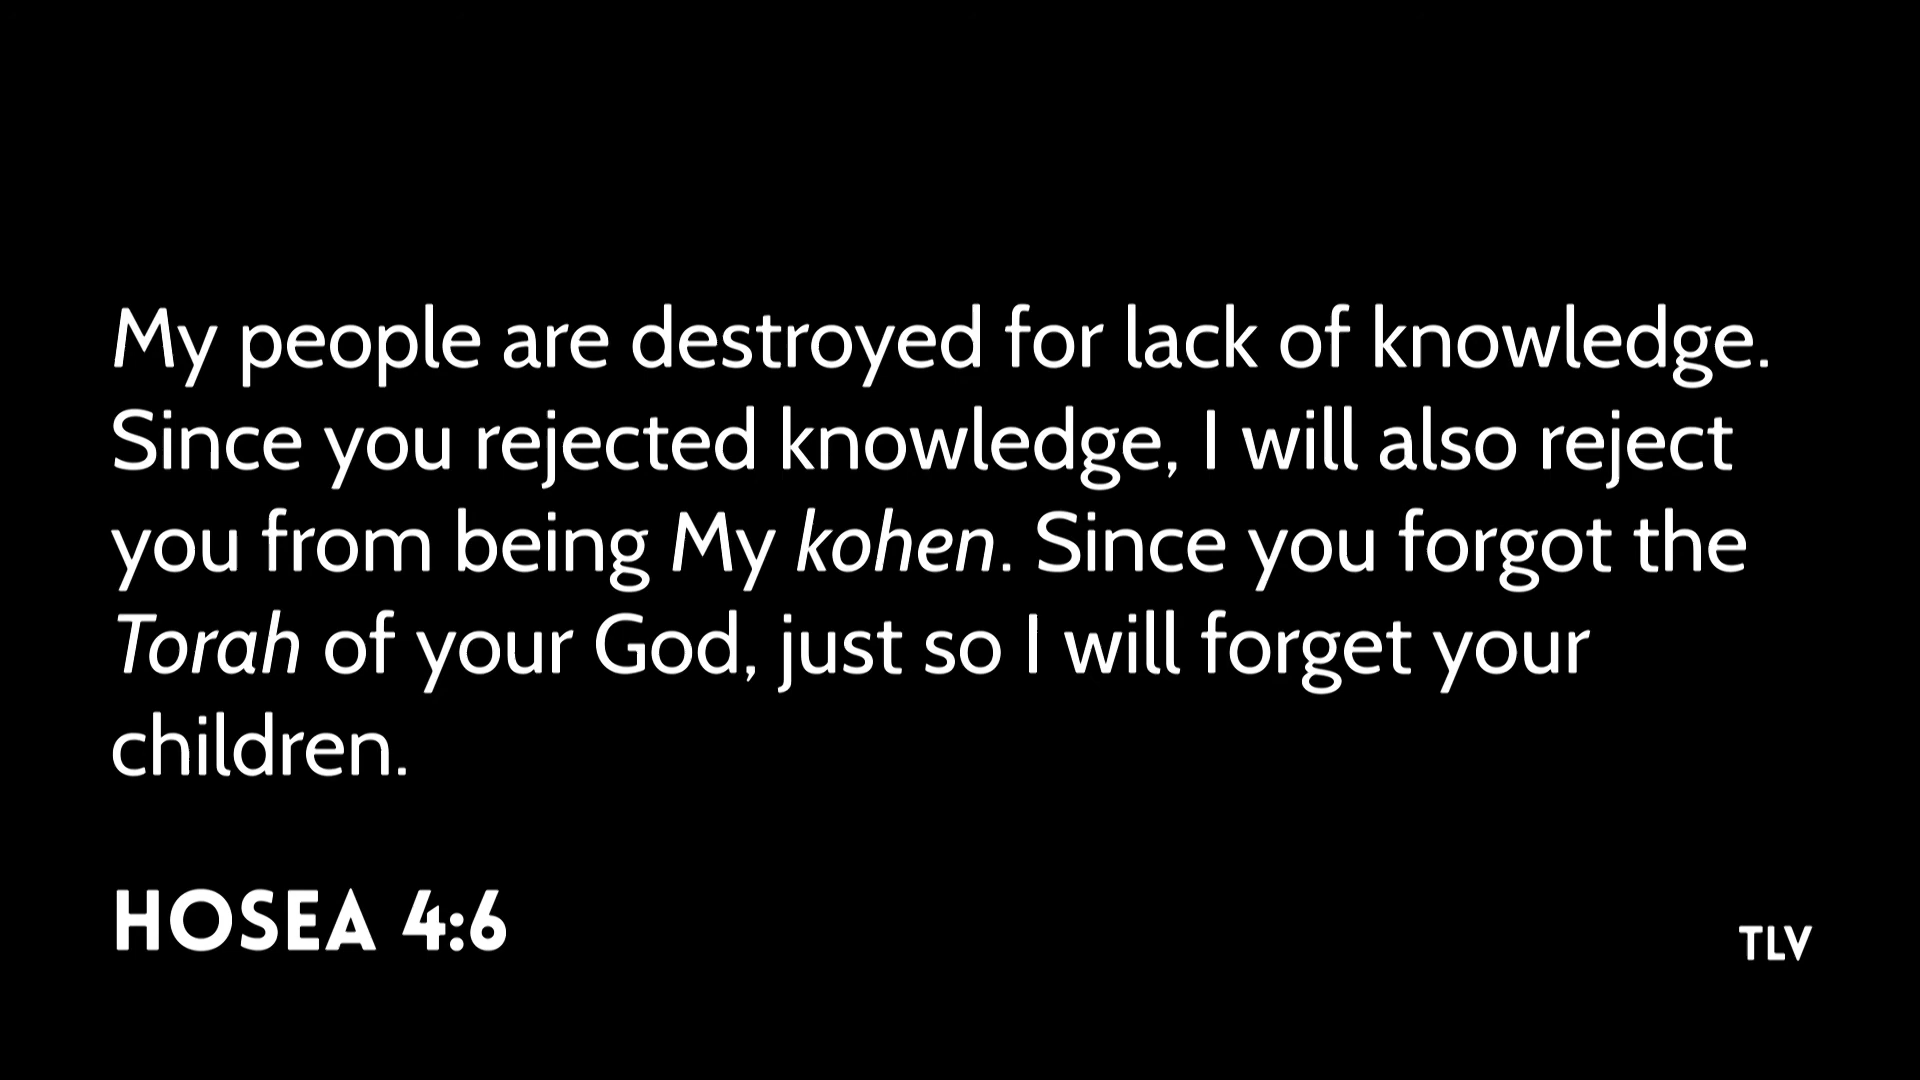 My people are destroyed for lack of knowledge.
Since you rejected knowledge, I will also reject
you from being My kohen. Since you forgot the
Torah of your God, just so I will forget your
children.
HOSEA 4:6
TLV